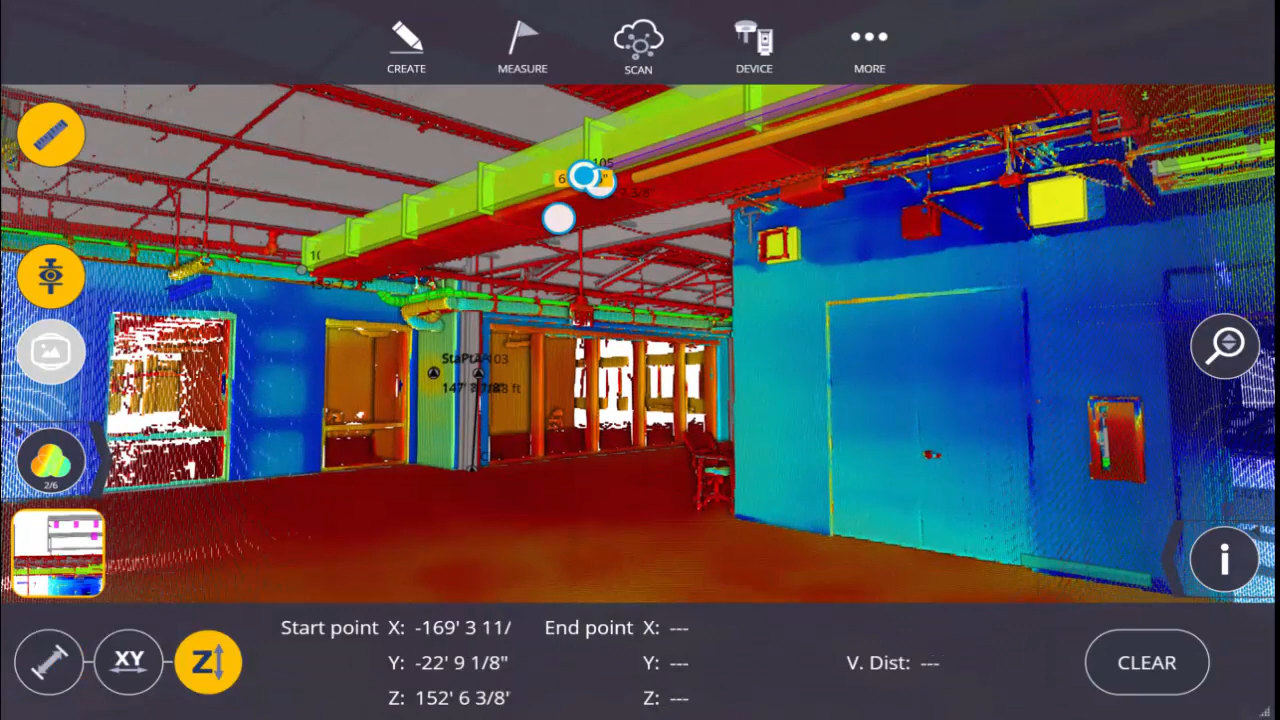 CREATE
MEASURE
SCAN
DEVICE
MORE
105
StaPtA
103
2/6
i
XY
Z
Start point X: -169' 3 11/
Y: -22' 9 1/8"
Z: 152' 6 3/8"
End point X: ---
Y: ---
Z: ---
V. Dist: ---
CLEAR